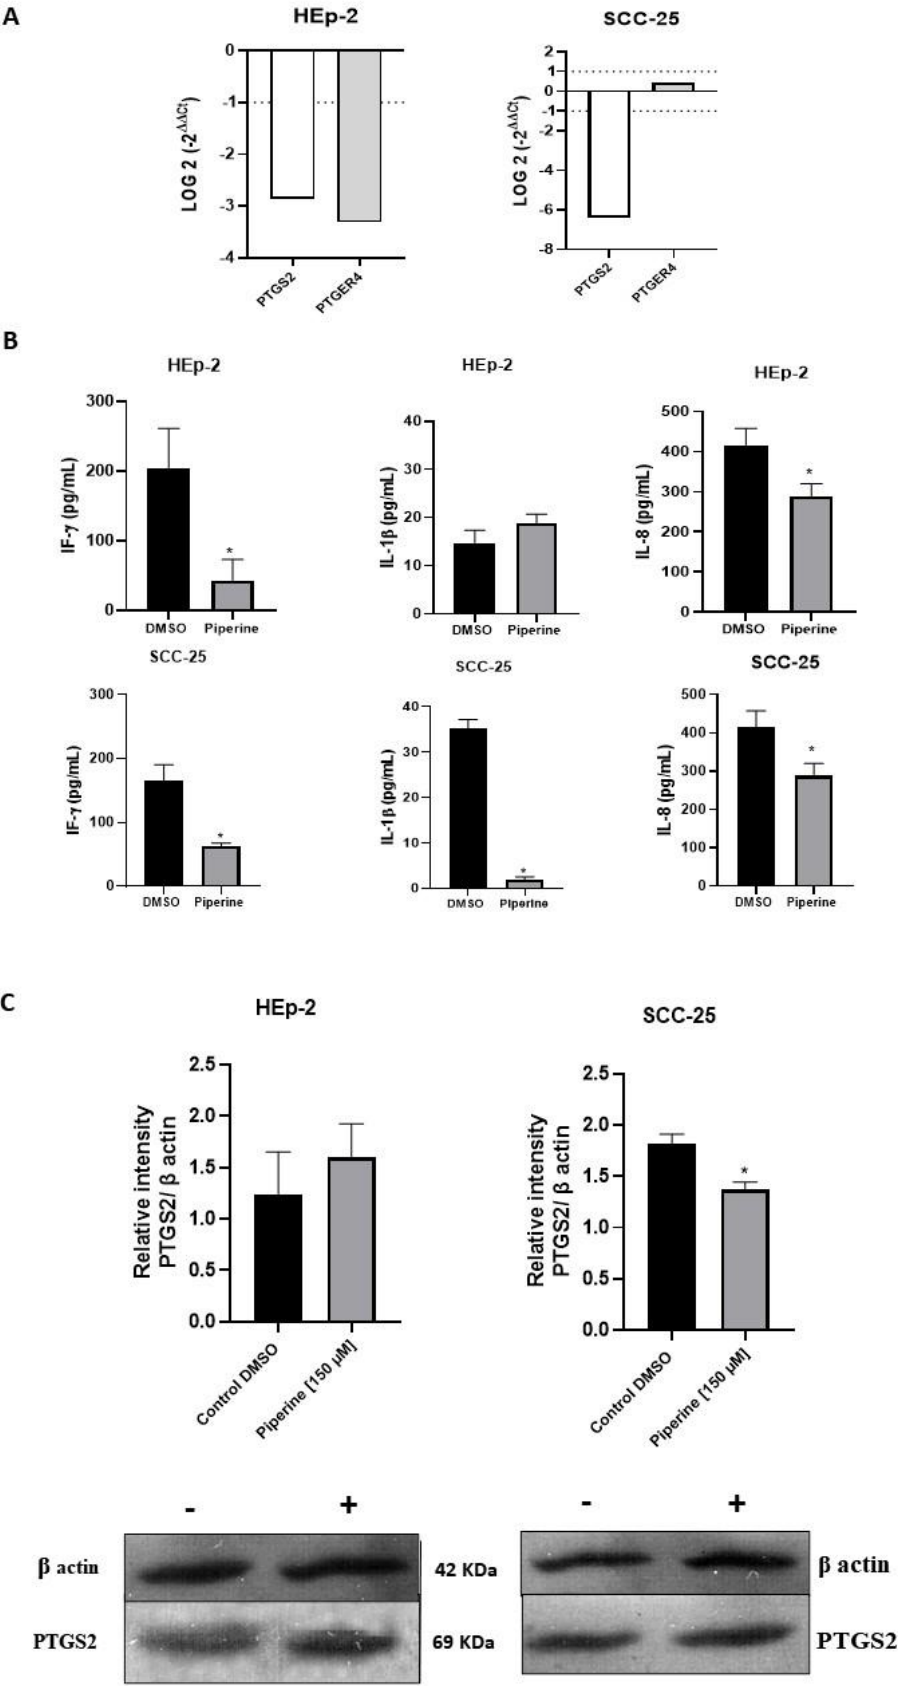 A
HEp-2
SCC-25
LOG 2 (-2^ΔΔCt)
0
-1
-2
-3
-4
PTGS2
PTGER4
LOG 2 (-2^ΔΔCt)
2
1
0
-1
-2
-4
-6
-8
PTGS2
PTGER4
B
HEp-2
IF-γ (pg/mL)
300
200
100
0
DMSO Piperine
HEp-2
IL-1β (pg/mL)
40
30
20
10
0
DMSO Piperine
HEp-2
IL-8 (pg/mL)
500
400
300
200
100
0
DMSO Piperine
*
*
SCC-25
IF-γ (pg/mL)
300
200
100
0
DMSO Piperine
*
SCC-25
IL-1β (pg/mL)
40
30
20
10
0
DMSO Piperine
*
SCC-25
IL-8 (pg/mL)
500
400
300
200
100
0
DMSO Piperine
*
C
HEp-2
Relative intensity
PTGS2/ β actin
2.5
2.0
1.5
1.0
0.5
0.0
Control DMSO
Piperine [150 µM]
SCC-25
Relative intensity
PTGS2/ β actin
2.5
2.0
1.5
1.0
0.5
0.0
*
Control DMSO
Piperine [150 µM]
- + - +
β actin 42 KDa β actin
PTGS2 69 KDa PTGS2